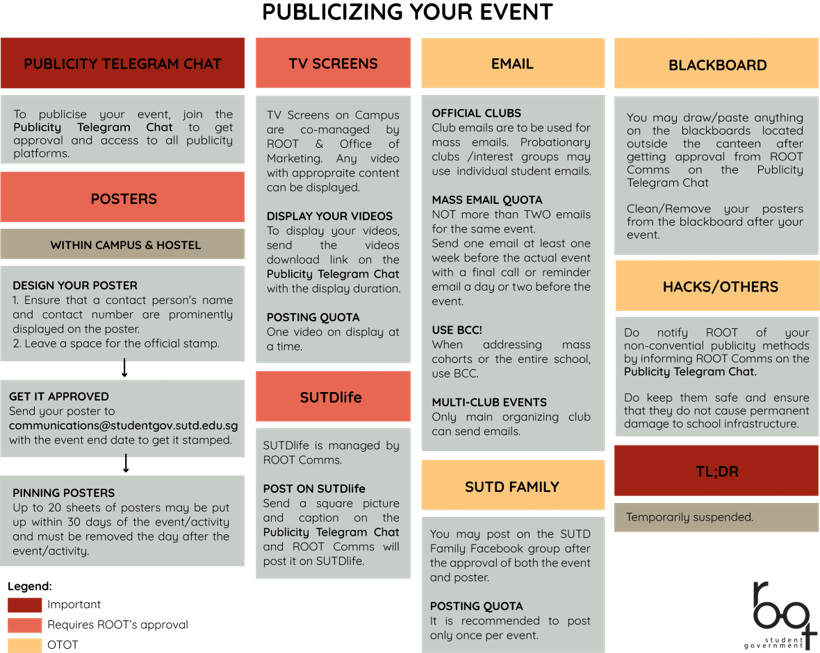 PUBLICIZING YOUR EVENT
PUBLICITY TELEGRAM CHAT
To publicise your event, join the
Publicity Telegram Chat to get
approval and access to all publicity
platforms.
POSTERS
WITHIN CAMPUS & HOSTEL
DESIGN YOUR POSTER
1. Ensure that a contact person's name
and contact number are prominently
displayed on the poster.
2. Leave a space for the official stamp.
GET IT APPROVED
Send your poster to
communications@studentgov.sutd.edu.sg
with the event end date to get it stamped.
PINNING POSTERS
Up to 20 sheets of posters may be put
up within 30 days of the event/activity
and must be removed the day after the
event/activity.
Legend:
Important
Requires ROOT's approval
OTOT
TV SCREENS
TV Screens on Campus
are co-managed by
ROOT & Office of
Marketing. Any video
with appropraite content
can be displayed.
DISPLAY YOUR VIDEOS
To display your videos,
send the videos
download link on the
Publicity Telegram Chat
with the display duration.
POSTING QUOTA
One video on display at
a time.
SUTDlife
SUTDlife is managed by
ROOT Comms.
POST ON SUTDlife
Send a square picture
and caption on the
Publicity Telegram Chat
and ROOT Comms will
post it on SUTDlife.
EMAIL
OFFICIAL CLUBS
Club emails are to be used for
mass emails. Probationary
clubs /interest groups may
use individual student emails.
MASS EMAIL QUOTA
NOT more than TWO emails
for the same event.
Send one email at least one
week before the actual event
with a final call or reminder
email a day or two before the
event.
USE BCC!
When addressing mass
cohorts or the entire school,
use BCC.
MULTI-CLUB EVENTS
Only main organizing club
can send emails.
SUTD FAMILY
You may post on the SUTD
Family Facebook group after
the approval of both the event
and poster.
POSTING QUOTA
It is recommended to post
only once per event.
BLACKBOARD
You may draw/paste anything
on the blackboards located
outside the canteen after
getting approval from ROOT
Comms on the Publicity
Telegram Chat
Clean/Remove your posters
from the blackboard after your
event.
HACKS/OTHERS
Do notify ROOT of your
non-convential publicity methods
by informing ROOT Comms on the
Publicity Telegram Chat.
Do keep them safe and ensure
that they do not cause permanent
damage to school infrastructure.
TL;DR
Temporarily suspended.
root
student
government